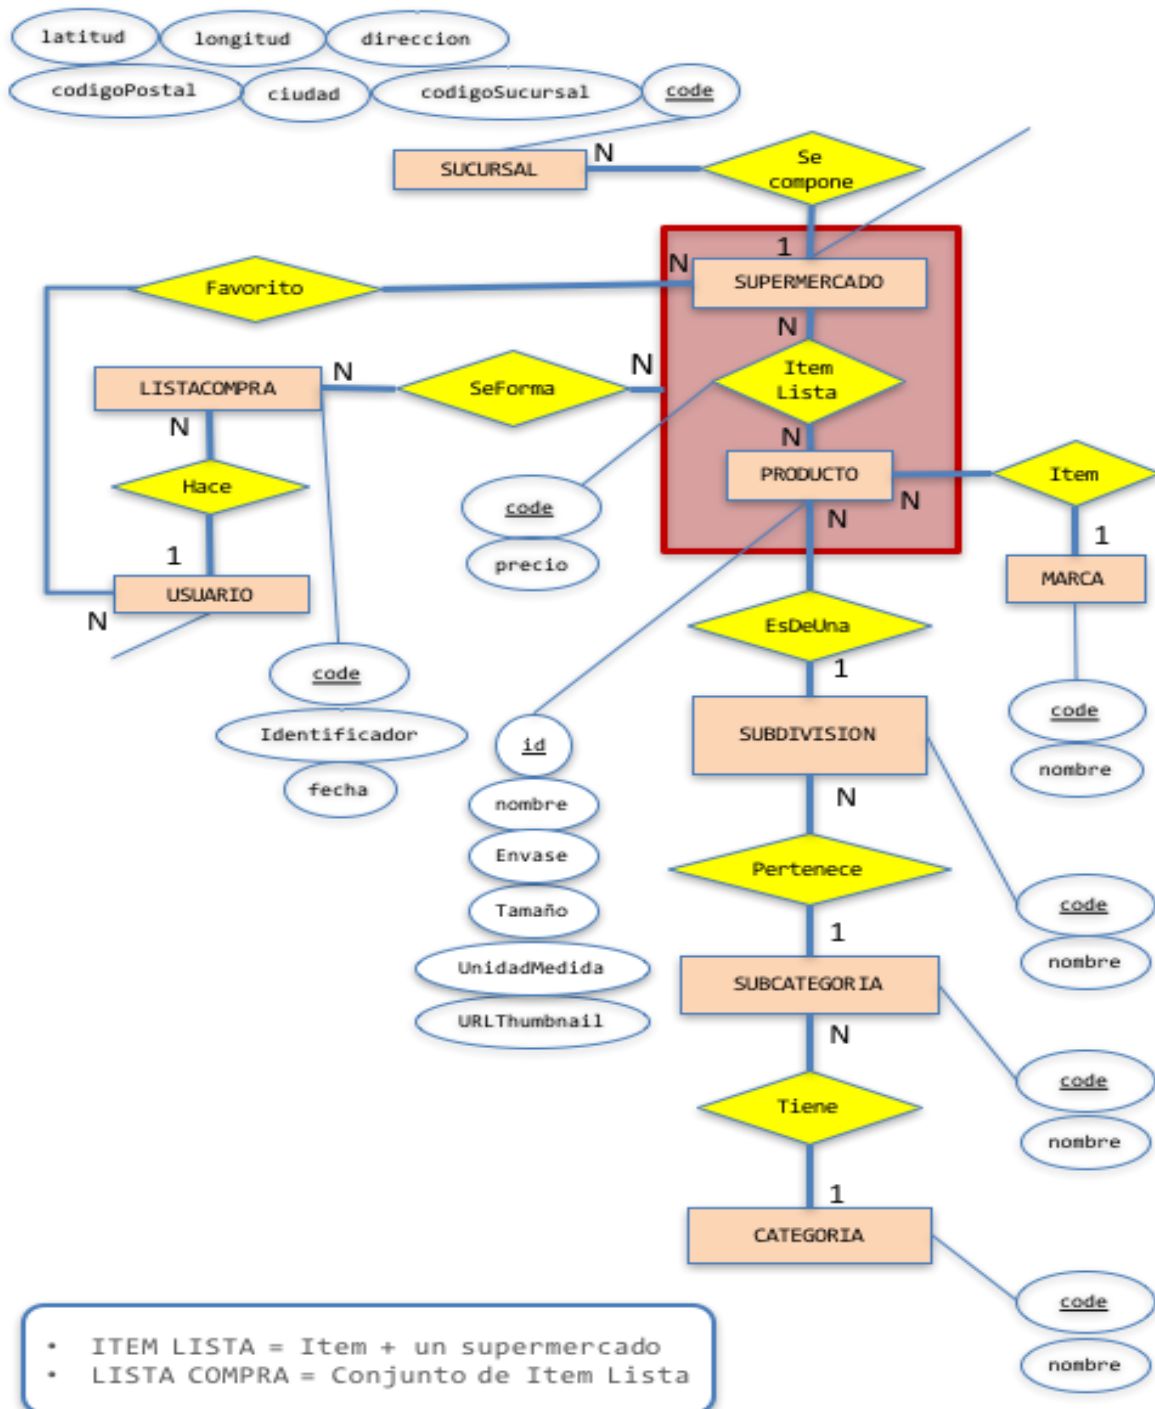 latitud longitud direccion
codigoPostal ciudad codigoSucursal code
SUCURSAL N Se
compone
1
N SUPERMERCADO
Favorito
N
N N Item
Lista
LISTACOMPRA SeForma
N N
PRODUCTO Item
Hace N
code N
1 1
precio
USUARIO MARCA
N
EsDeUna
1
code code
Identificador id SUBDIVISION
nombre
fecha nombre N
Envase
Pertenece
Tamaño code
1
UnidadMedida nombre
SUBCATEGORIA
URLThumbnail
N
code
Tiene
nombre
1
CATEGORIA
code
nombre
• ITEM LISTA = Item + un supermercado
• LISTA COMPRA = Conjunto de Item Lista